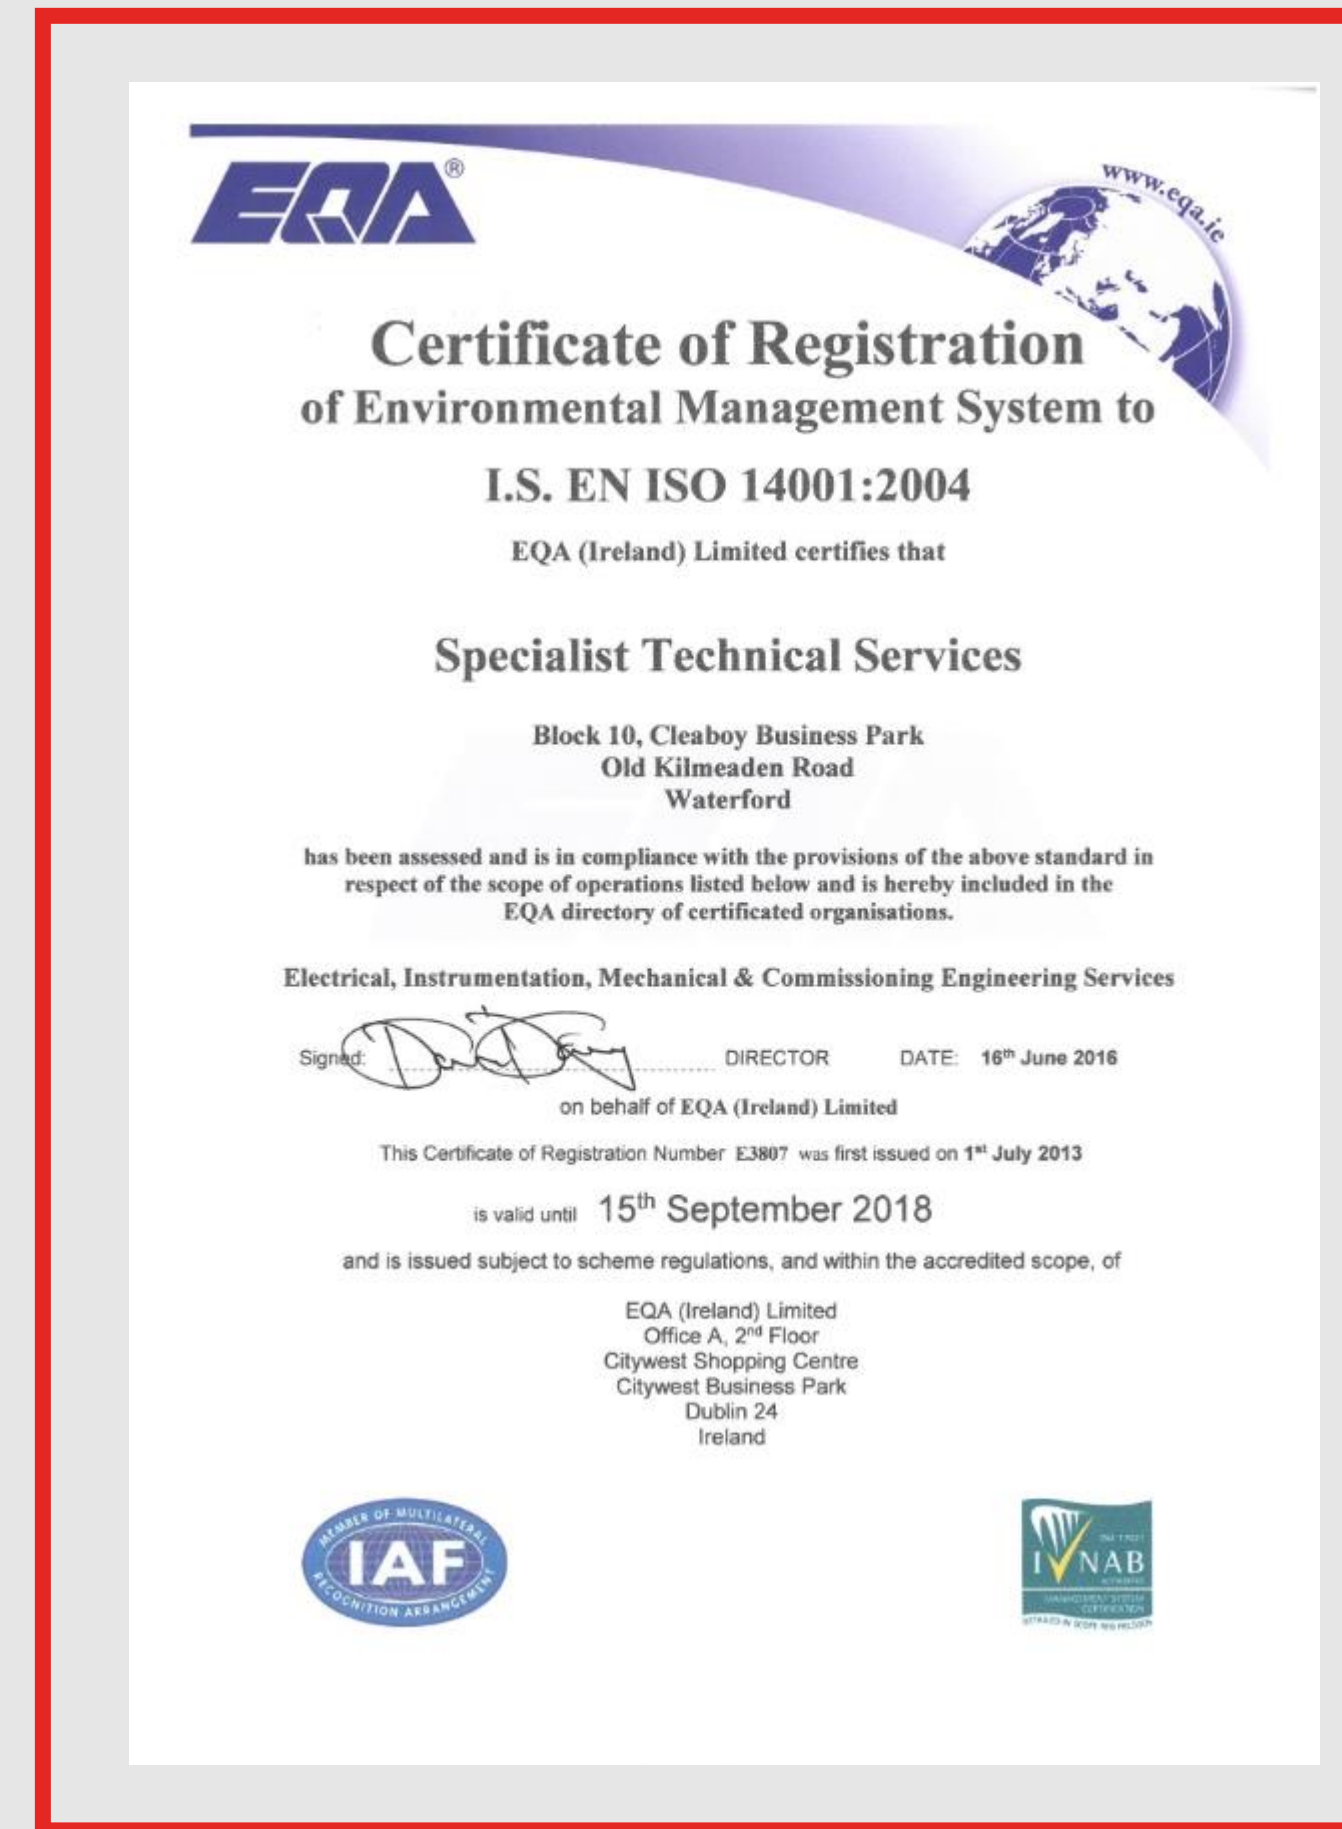 EQA®
www.eqa.ie
Certificate of Registration
of Environmental Management System to
I.S. EN ISO 14001:2004
EQA (Ireland) Limited certifies that
Specialist Technical Services
Block 10, Cleaboy Business Park
Old Kilmeaden Road
Waterford
has been assessed and is in compliance with the provisions of the above standard in
respect of the scope of operations listed below and is hereby included in the
EQA directory of certificated organisations.
Electrical, Instrumentation, Mechanical & Commissioning Engineering Services
Signed: DIRECTOR DATE: 16th June 2016
on behalf of EQA (Ireland) Limited
This Certificate of Registration Number E3807 was first issued on 1st July 2013
is valid until 15th September 2018
and is issued subject to scheme regulations, and within the accredited scope, of
EQA (Ireland) Limited
Office A, 2nd Floor
Citywest Shopping Centre
Citywest Business Park
Dublin 24
Ireland
MEMBER OF MULTILATERAL
IAF
RECOGNITION ARRANGEMENT
INAB
MANAGEMENT SYSTEM
CERTIFICATION